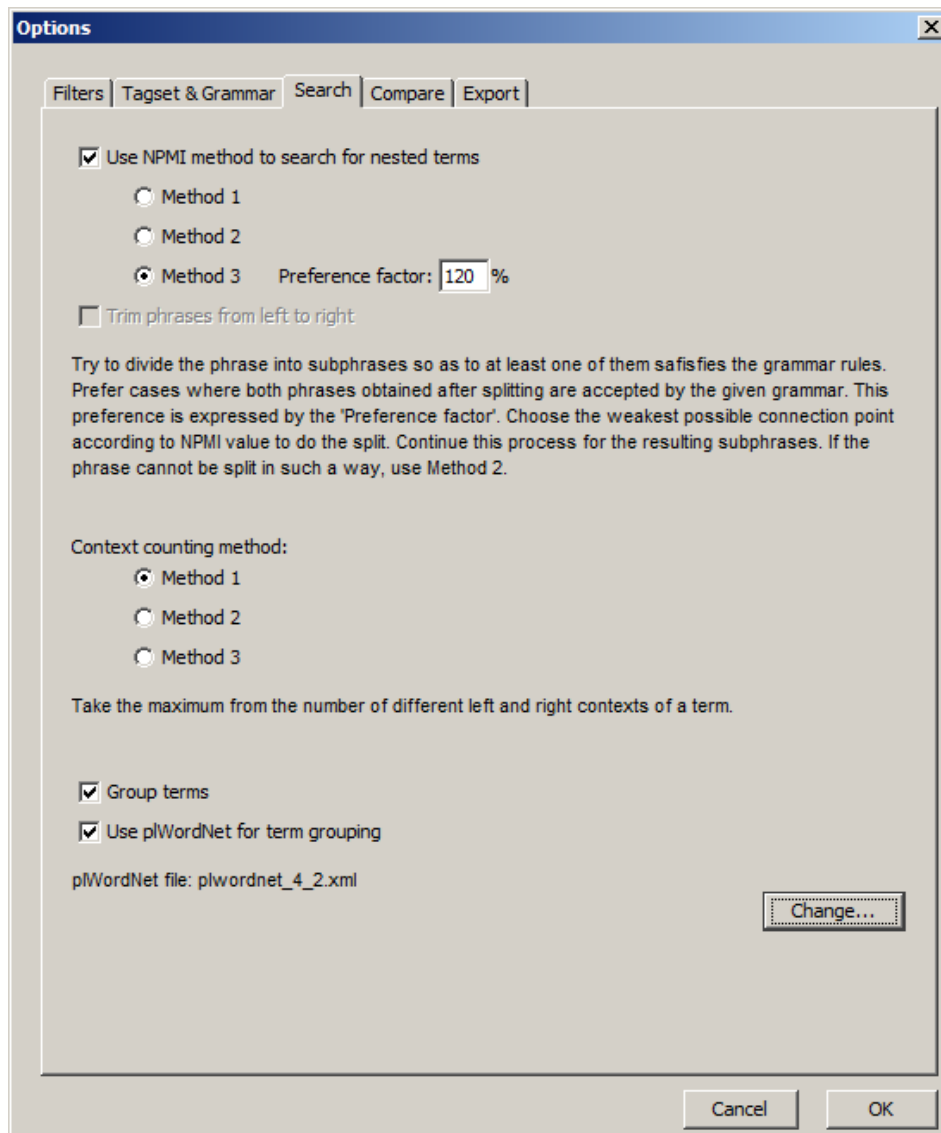 Options
Filters Tagset & Grammar Search Compare Export
Use NPMI method to search for nested terms
Method 1
Method 2
Method 3 Preference factor: 120 %
Trim phrases from left to right
Try to divide the phrase into subphrases so as to at least one of them safisfies the grammar rules.
Prefer cases where both phrases obtained after splitting are accepted by the given grammar. This
preference is expressed by the 'Preference factor'. Choose the weakest possible connection point
according to NPMI value to do the split. Continue this process for the resulting subphrases. If the
phrase cannot be split in such a way, use Method 2.
Context counting method:
Method 1
Method 2
Method 3
Take the maximum from the number of different left and right contexts of a term.
Group terms
Use plWordNet for term grouping
plWordNet file: plwordnet_4_2.xml
Change...
Cancel OK